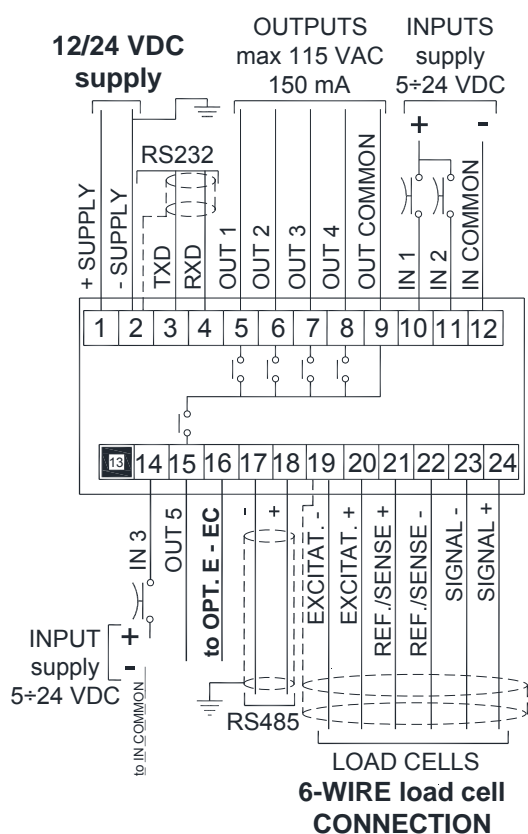 12/24 VDC
supply
OUTPUTS
max 115 VAC
150 mA
INPUTS
supply
5÷24 VDC
+ -
RS232
+ SUPPLY
- SUPPLY
TXD
RXD
OUT 1
OUT 2
OUT 3
OUT 4
OUT COMMON
IN 1
IN 2
IN COMMON
1 2 3 4 5 6 7 8 9 10 11 12
13 14 15 16 17 18 19 20 21 22 23 24
IN 3
OUT 5
to OPT. E - EC
- +
EXCITAT. -
EXCITAT. +
REF./SENSE +
REF./SENSE -
SIGNAL -
SIGNAL +
INPUT
supply
5÷24 VDC
+
-
to IN COMMON
RS485
LOAD CELLS
6-WIRE load cell
CONNECTION